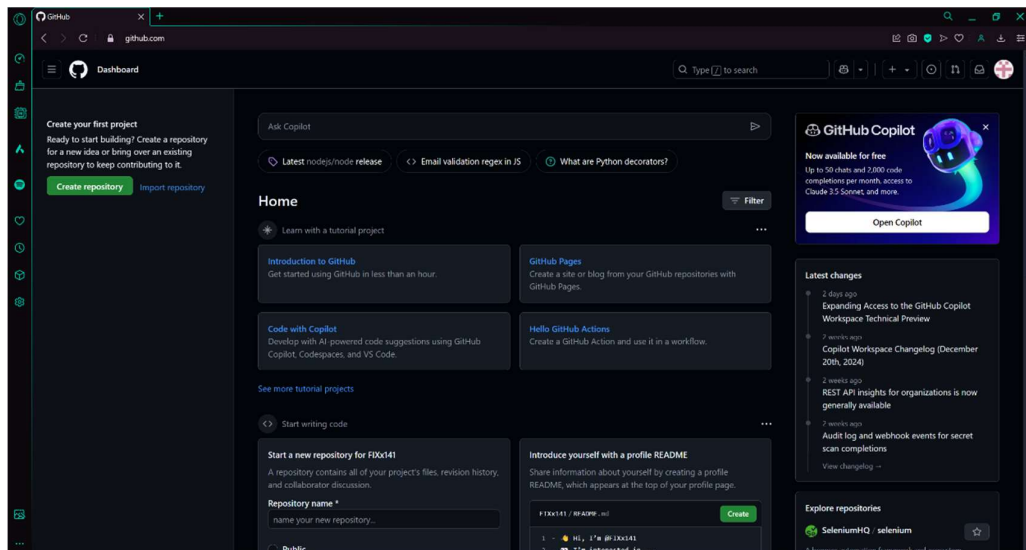 GitHub
github.com
Dashboard
Type / to search
Create your first project
Ready to start building? Create a repository
for a new idea or bring over an existing
repository to keep contributing to it.
Create repository
Import repository
Ask Copilot
Latest nodejs/node release
<> Email validation regex in JS
What are Python decorators?
Home
Filter
Learn with a tutorial project
Introduction to GitHub
Get started using GitHub in less than an hour.
GitHub Pages
Create a site or blog from your GitHub repositories with
GitHub Pages.
Code with Copilot
Develop with AI-powered code suggestions using GitHub
Copilot, Codespaces, and VS Code.
Hello GitHub Actions
Create a GitHub Action and use it in a workflow.
See more tutorial projects
<> Start writing code
Start a new repository for FIXx141
A repository contains all of your project's files, revision history,
and collaborator discussion.
Repository name *
name your new repository...
Public
Introduce yourself with a profile README
Share information about yourself by creating a profile
README, which appears at the top of your profile page.
FIXx141 / README.md
Create
1 - 👋 Hi, I'm @FIXx141
2 - 👀 I'm interested in
GitHub Copilot
Now available for free
Up to 50 chats and 2,000 code
completions per month, access to
Claude 3.5 Sonnet, and more.
Open Copilot
Latest changes
2 days ago
Expanding Access to the GitHub Copilot
Workspace Technical Preview
2 weeks ago
Copilot Workspace Changelog (December
20th, 2024)
2 weeks ago
REST API insights for organizations is now
generally available
2 weeks ago
Audit log and webhook events for secret
scan completions
View changelog →
Explore repositories
SeleniumHQ / selenium